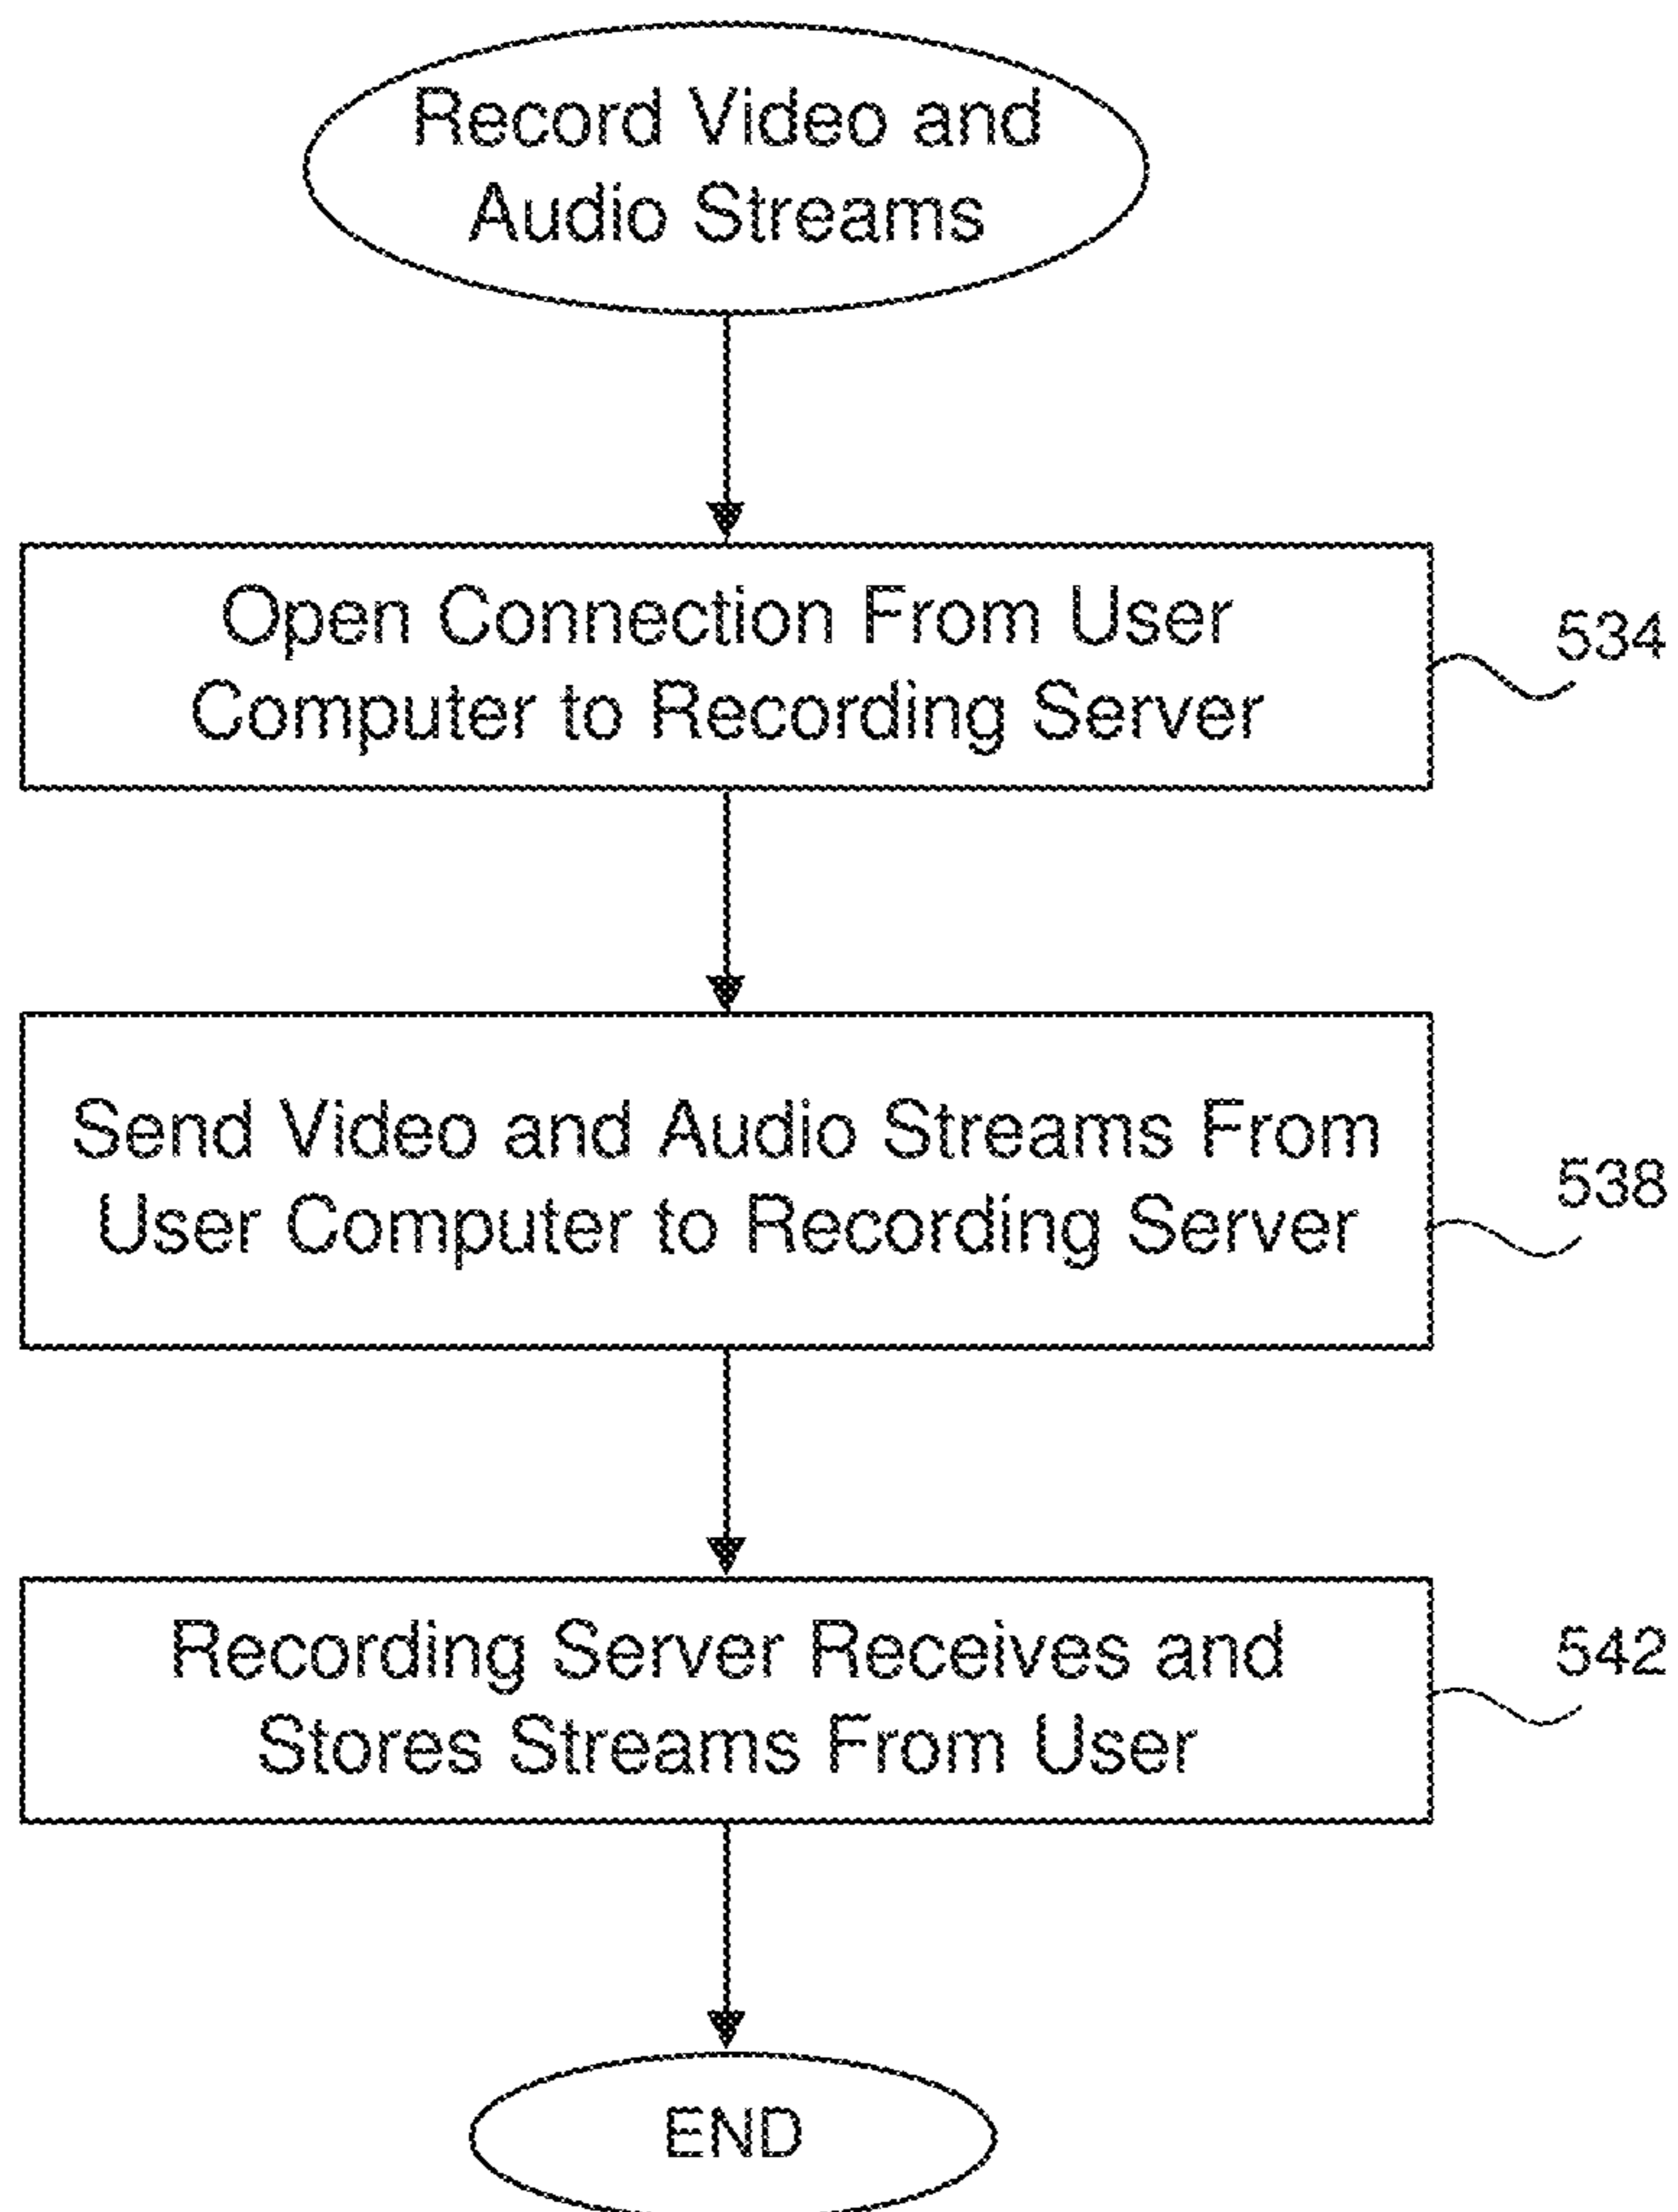 Record Video and
Audio Streams
Open Connection From User
Computer to Recording Server
534
Send Video and Audio Streams From
User Computer to Recording Server
538
Recording Server Receives and
Stores Streams From User
542
END